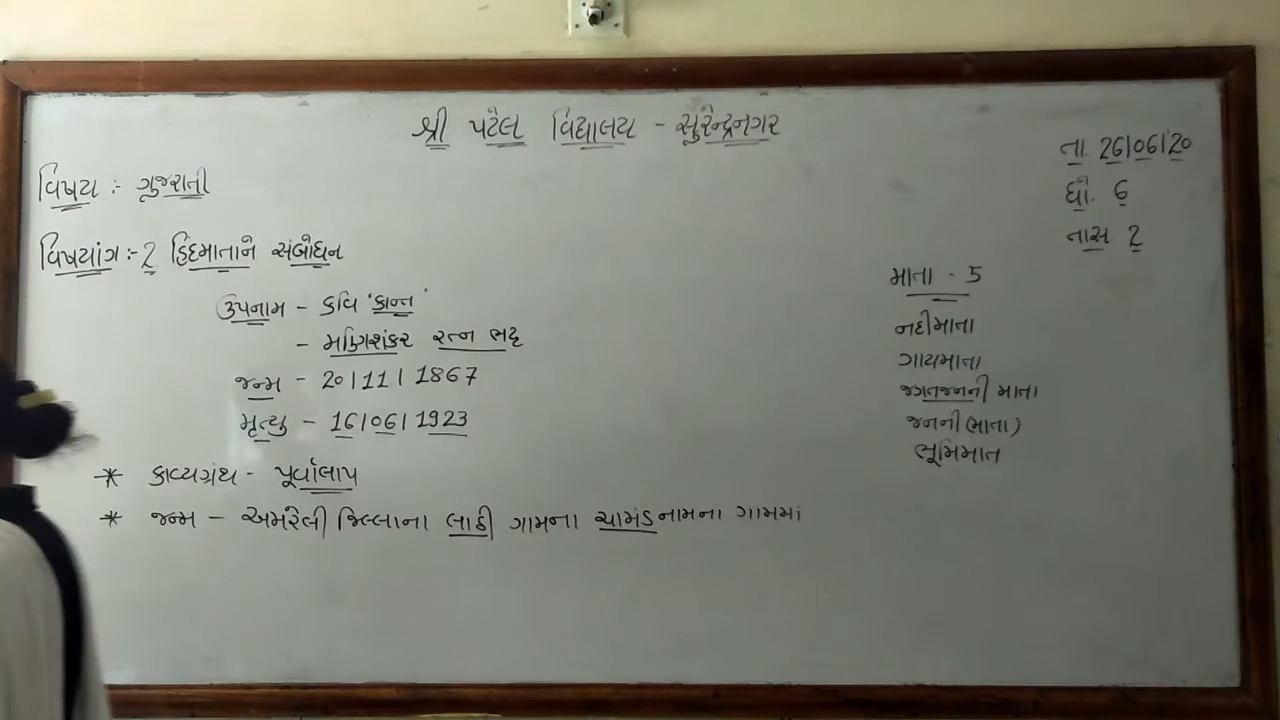 શ્રી પટેલ વિદ્યાલય - સુરેન્દ્રનગર
તા 26/06/20
ધો. 6
તાસ 2
વિષય :- ગુજરાતી
વિષયાંગ :- 2 હિંદમાતાને સંબોધન
ઉપનામ - કવિ 'કાન્ત'
- મણિશંકર રત્ન ભટ્ટ
જન્મ - 20/11/1867
મૃત્યુ - 16/06/1923
* કાવ્યગ્રંથ - પૂર્વાલાપ
* જન્મ - અમરેલી જિલ્લાના લાઠી ગામના ચામંડ નામના ગામમાં
માતા - 5
નદીમાતા
ગાયમાતા
જગતજનની માતા
જનની (માતા)
ભૂમિમાત